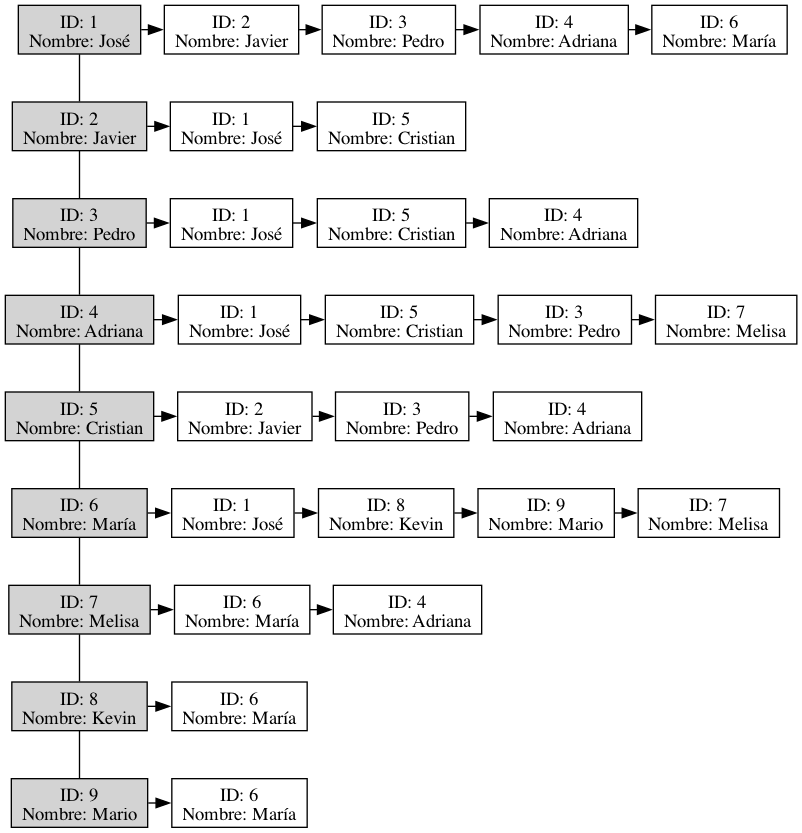 ID: 1
Nombre: José
ID: 2
Nombre: Javier
ID: 3
Nombre: Pedro
ID: 4
Nombre: Adriana
ID: 6
Nombre: María
ID: 2
Nombre: Javier
ID: 1
Nombre: José
ID: 5
Nombre: Cristian
ID: 3
Nombre: Pedro
ID: 1
Nombre: José
ID: 5
Nombre: Cristian
ID: 4
Nombre: Adriana
ID: 4
Nombre: Adriana
ID: 1
Nombre: José
ID: 5
Nombre: Cristian
ID: 3
Nombre: Pedro
ID: 7
Nombre: Melisa
ID: 5
Nombre: Cristian
ID: 2
Nombre: Javier
ID: 3
Nombre: Pedro
ID: 4
Nombre: Adriana
ID: 6
Nombre: María
ID: 1
Nombre: José
ID: 8
Nombre: Kevin
ID: 9
Nombre: Mario
ID: 7
Nombre: Melisa
ID: 7
Nombre: Melisa
ID: 6
Nombre: María
ID: 4
Nombre: Adriana
ID: 8
Nombre: Kevin
ID: 6
Nombre: María
ID: 9
Nombre: Mario
ID: 6
Nombre: María